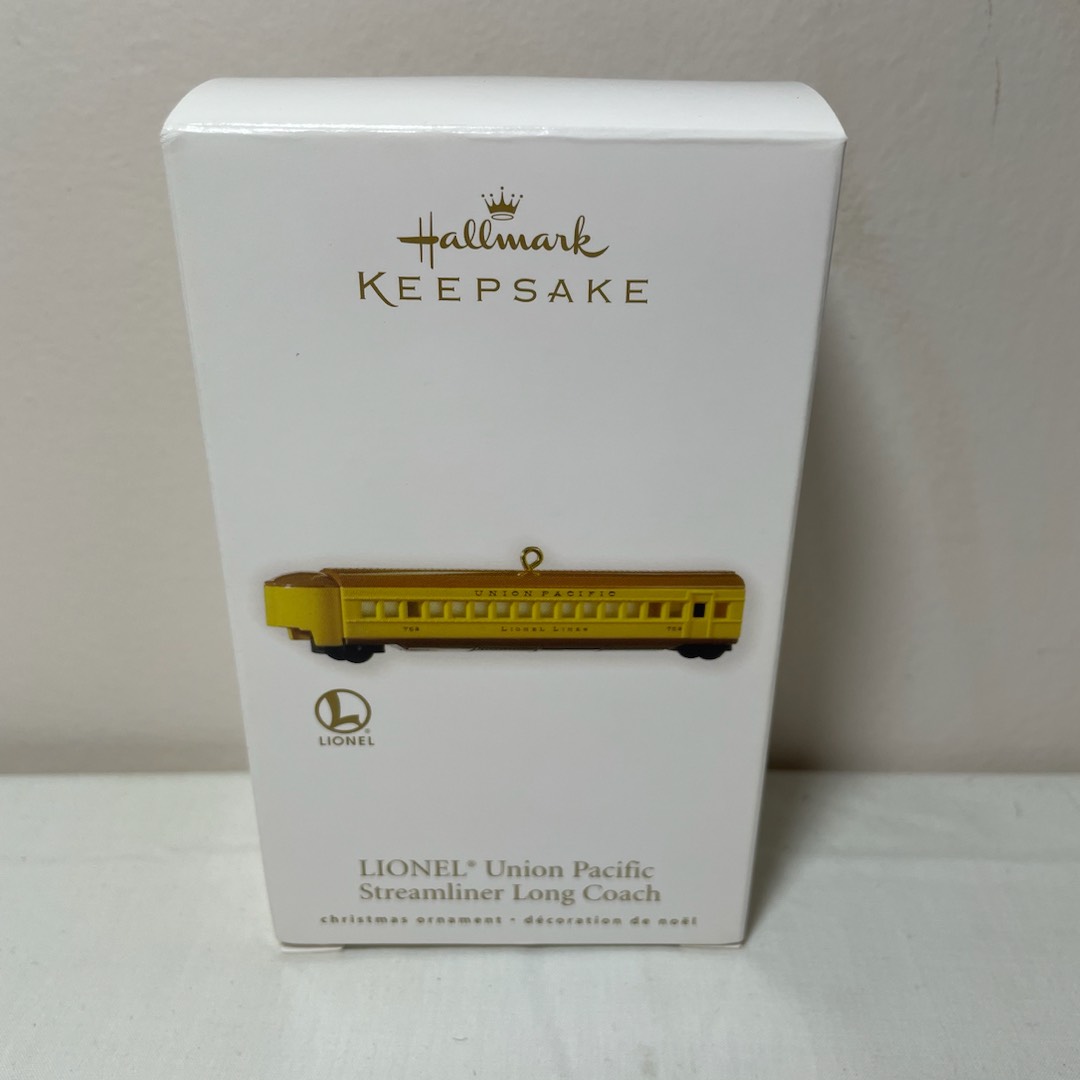 Hallmark
KEEPSAKE
UNION PACIFIC
LIONEL LINES
L
LIONEL
LIONEL® Union Pacific
Streamliner Long Coach
christmas ornament · décoration de noël